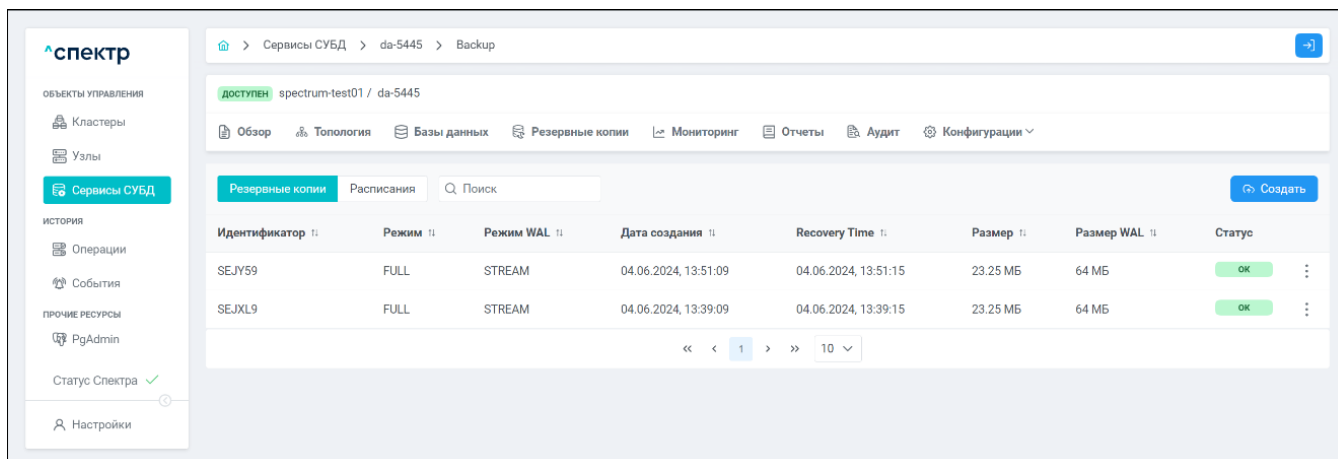 ^спектр
ОБЪЕКТЫ УПРАВЛЕНИЯ
Кластеры
Узлы
Сервисы СУБД
ИСТОРИЯ
Операции
События
ПРОЧИЕ РЕСУРСЫ
PgAdmin
Статус Спектра
Настройки
Сервисы СУБД > da-5445 > Backup
ДОСТУПЕН spectrum-test01 / da-5445
Обзор Топология Базы данных Резервные копии Мониторинг Отчеты Аудит Конфигурации
Резервные копии Расписания Поиск Создать
Идентификатор Режим Режим WAL Дата создания Recovery Time Размер Размер WAL Статус
SEJY59 FULL STREAM 04.06.2024, 13:51:09 04.06.2024, 13:51:15 23.25 МБ 64 МБ ОК
SEJXL9 FULL STREAM 04.06.2024, 13:39:09 04.06.2024, 13:39:15 23.25 МБ 64 МБ ОК
« < 1 > » 10